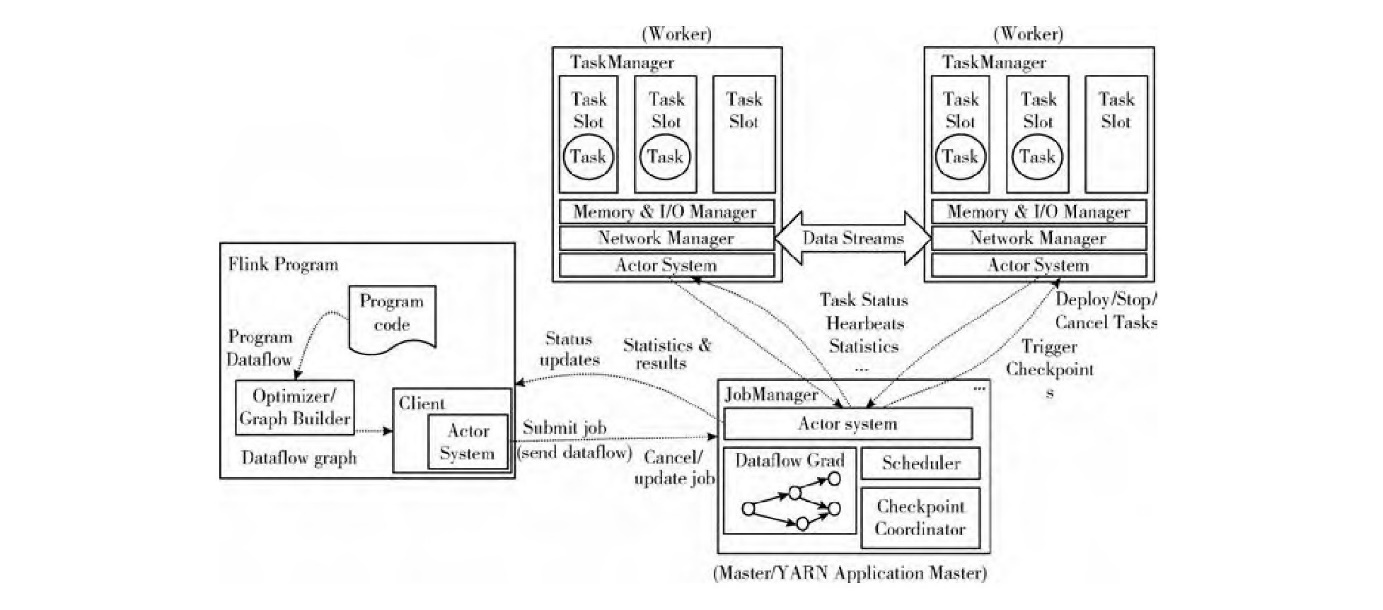 (Worker)
TaskManager
Task
Slot
Task
Task
Slot
Task
Task
Slot
Memory & I/O Manager
Network Manager
Actor System
(Worker)
TaskManager
Task
Slot
Task
Task
Slot
Task
Task
Slot
Memory & I/O Manager
Network Manager
Actor System
Data Streams
Flink Program
Program
code
Program
Dataflow
Optimizer/
Graph Builder
Dataflow graph
Client
Actor
System
Status
updates
Statistics &
results
Submit job
(send dataflow)
Cancel/
update job
Task Status
Hearbeats
Statistics
...
Deploy/Stop/
Cancel Tasks
Trigger
Checkpoint
s
...
JobManager
Actor system
Dataflow Grad
Scheduler
Checkpoint
Coordinator
(Master/YARN Application Master)